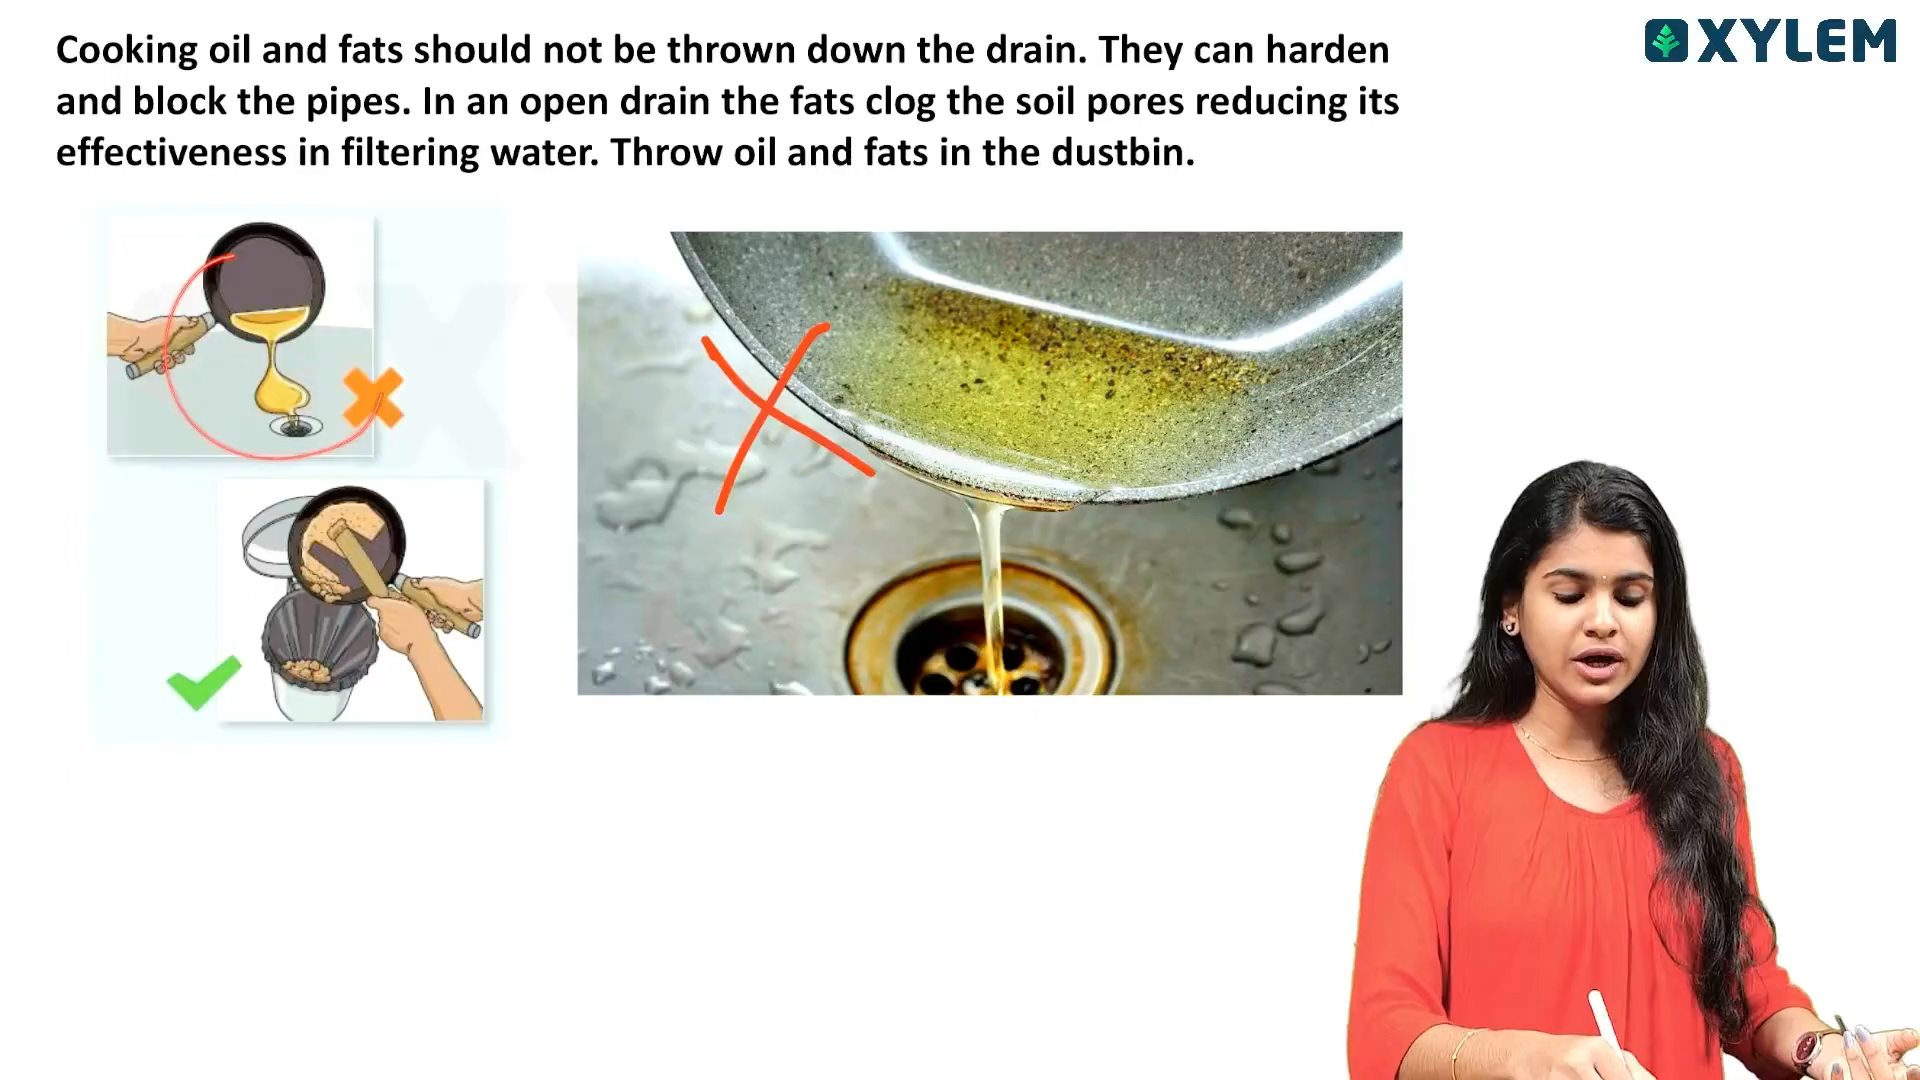 Cooking oil and fats should not be thrown down the drain. They can harden
and block the pipes. In an open drain the fats clog the soil pores reducing its
effectiveness in filtering water. Throw oil and fats in the dustbin.
XYLEM